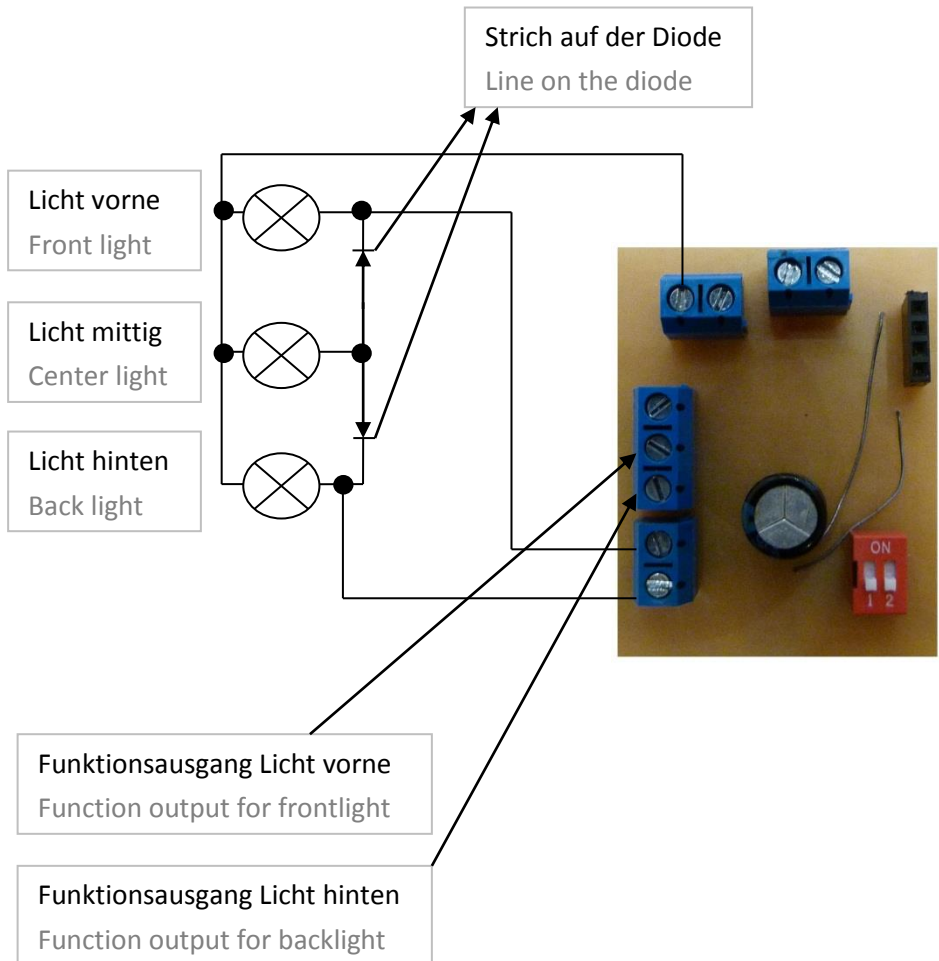 Strich auf der Diode
Line on the diode
Licht vorne
Front light
Licht mittig
Center light
Licht hinten
Back light
ON
1 2
Funktionsausgang Licht vorne
Function output for frontlight
Funktionsausgang Licht hinten
Function output for backlight